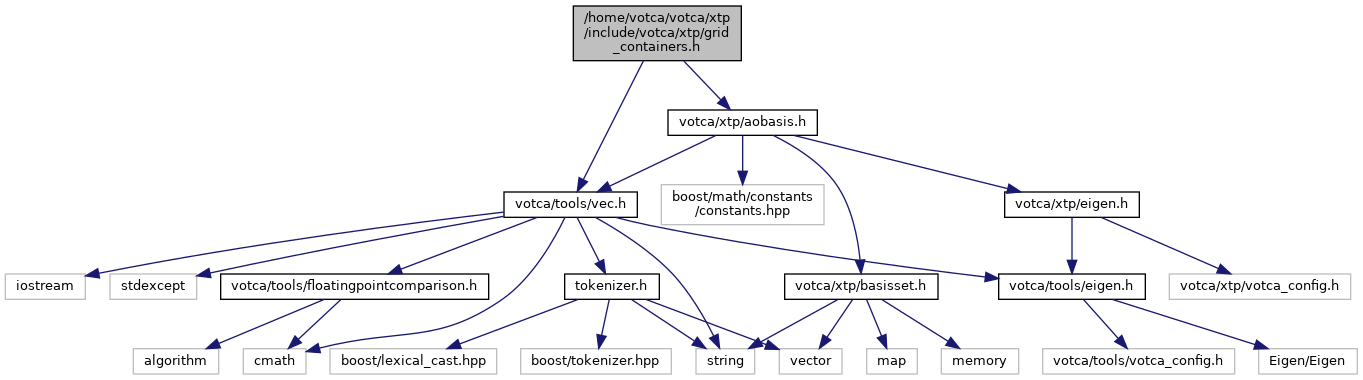 /home/votca/votca/xtp
/include/votca/xtp/grid
_containers.h
votca/xtp/aobasis.h
votca/tools/vec.h
boost/math/constants
/constants.hpp
votca/xtp/eigen.h
iostream
stdexcept
votca/tools/floatingpointcomparison.h
tokenizer.h
votca/xtp/basisset.h
votca/tools/eigen.h
votca/xtp/votca_config.h
algorithm
cmath
boost/lexical_cast.hpp
boost/tokenizer.hpp
string
vector
map
memory
votca/tools/votca_config.h
Eigen/Eigen